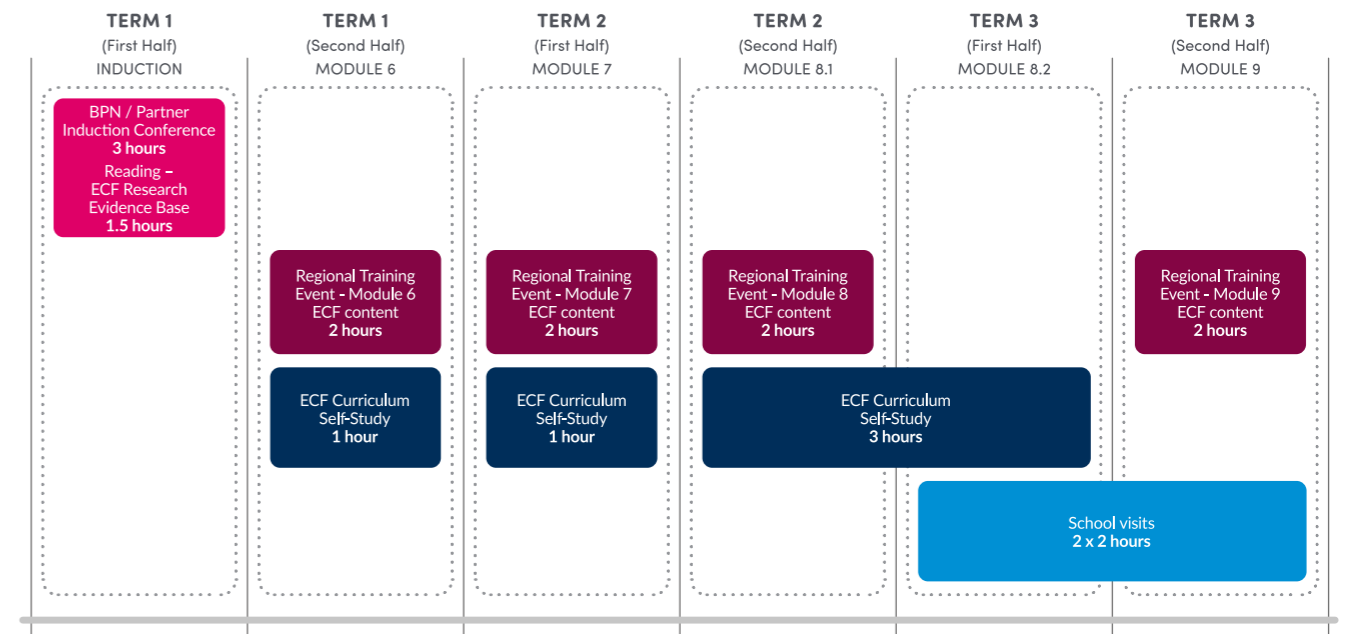 TERM 1
(First Half)
INDUCTION
TERM 1
(Second Half)
MODULE 6
TERM 2
(First Half)
MODULE 7
TERM 2
(Second Half)
MODULE 8.1
TERM 3
(First Half)
MODULE 8.2
TERM 3
(Second Half)
MODULE 9
BPN / Partner
Induction Conference
3 hours
Reading –
ECF Research
Evidence Base
1.5 hours
Regional Training
Event - Module 6
ECF content
2 hours
Regional Training
Event - Module 7
ECF content
2 hours
Regional Training
Event - Module 8
ECF content
2 hours
Regional Training
Event - Module 9
ECF content
2 hours
ECF Curriculum
Self-Study
1 hour
ECF Curriculum
Self-Study
1 hour
ECF Curriculum
Self-Study
3 hours
School visits
2 x 2 hours